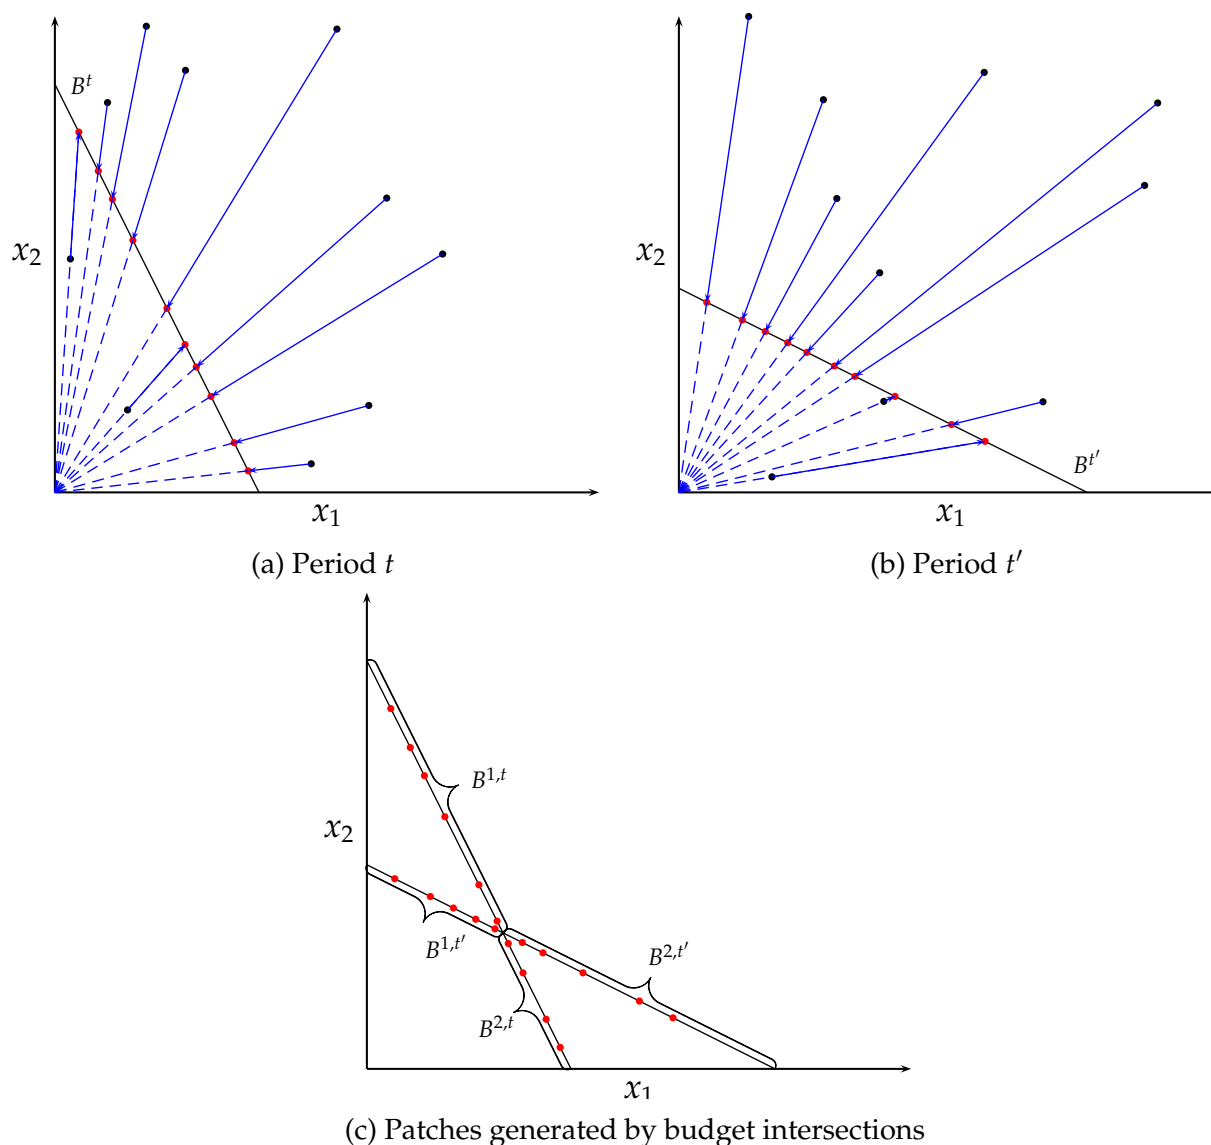 B^t
x_2
x_1
(a) Period t
x_2
B^{t'}
x_1
(b) Period t′
B^{1,t}
x_2
B^{1,t'}
B^{2,t'}
B^{2,t}
x_1
(c) Patches generated by budget intersections